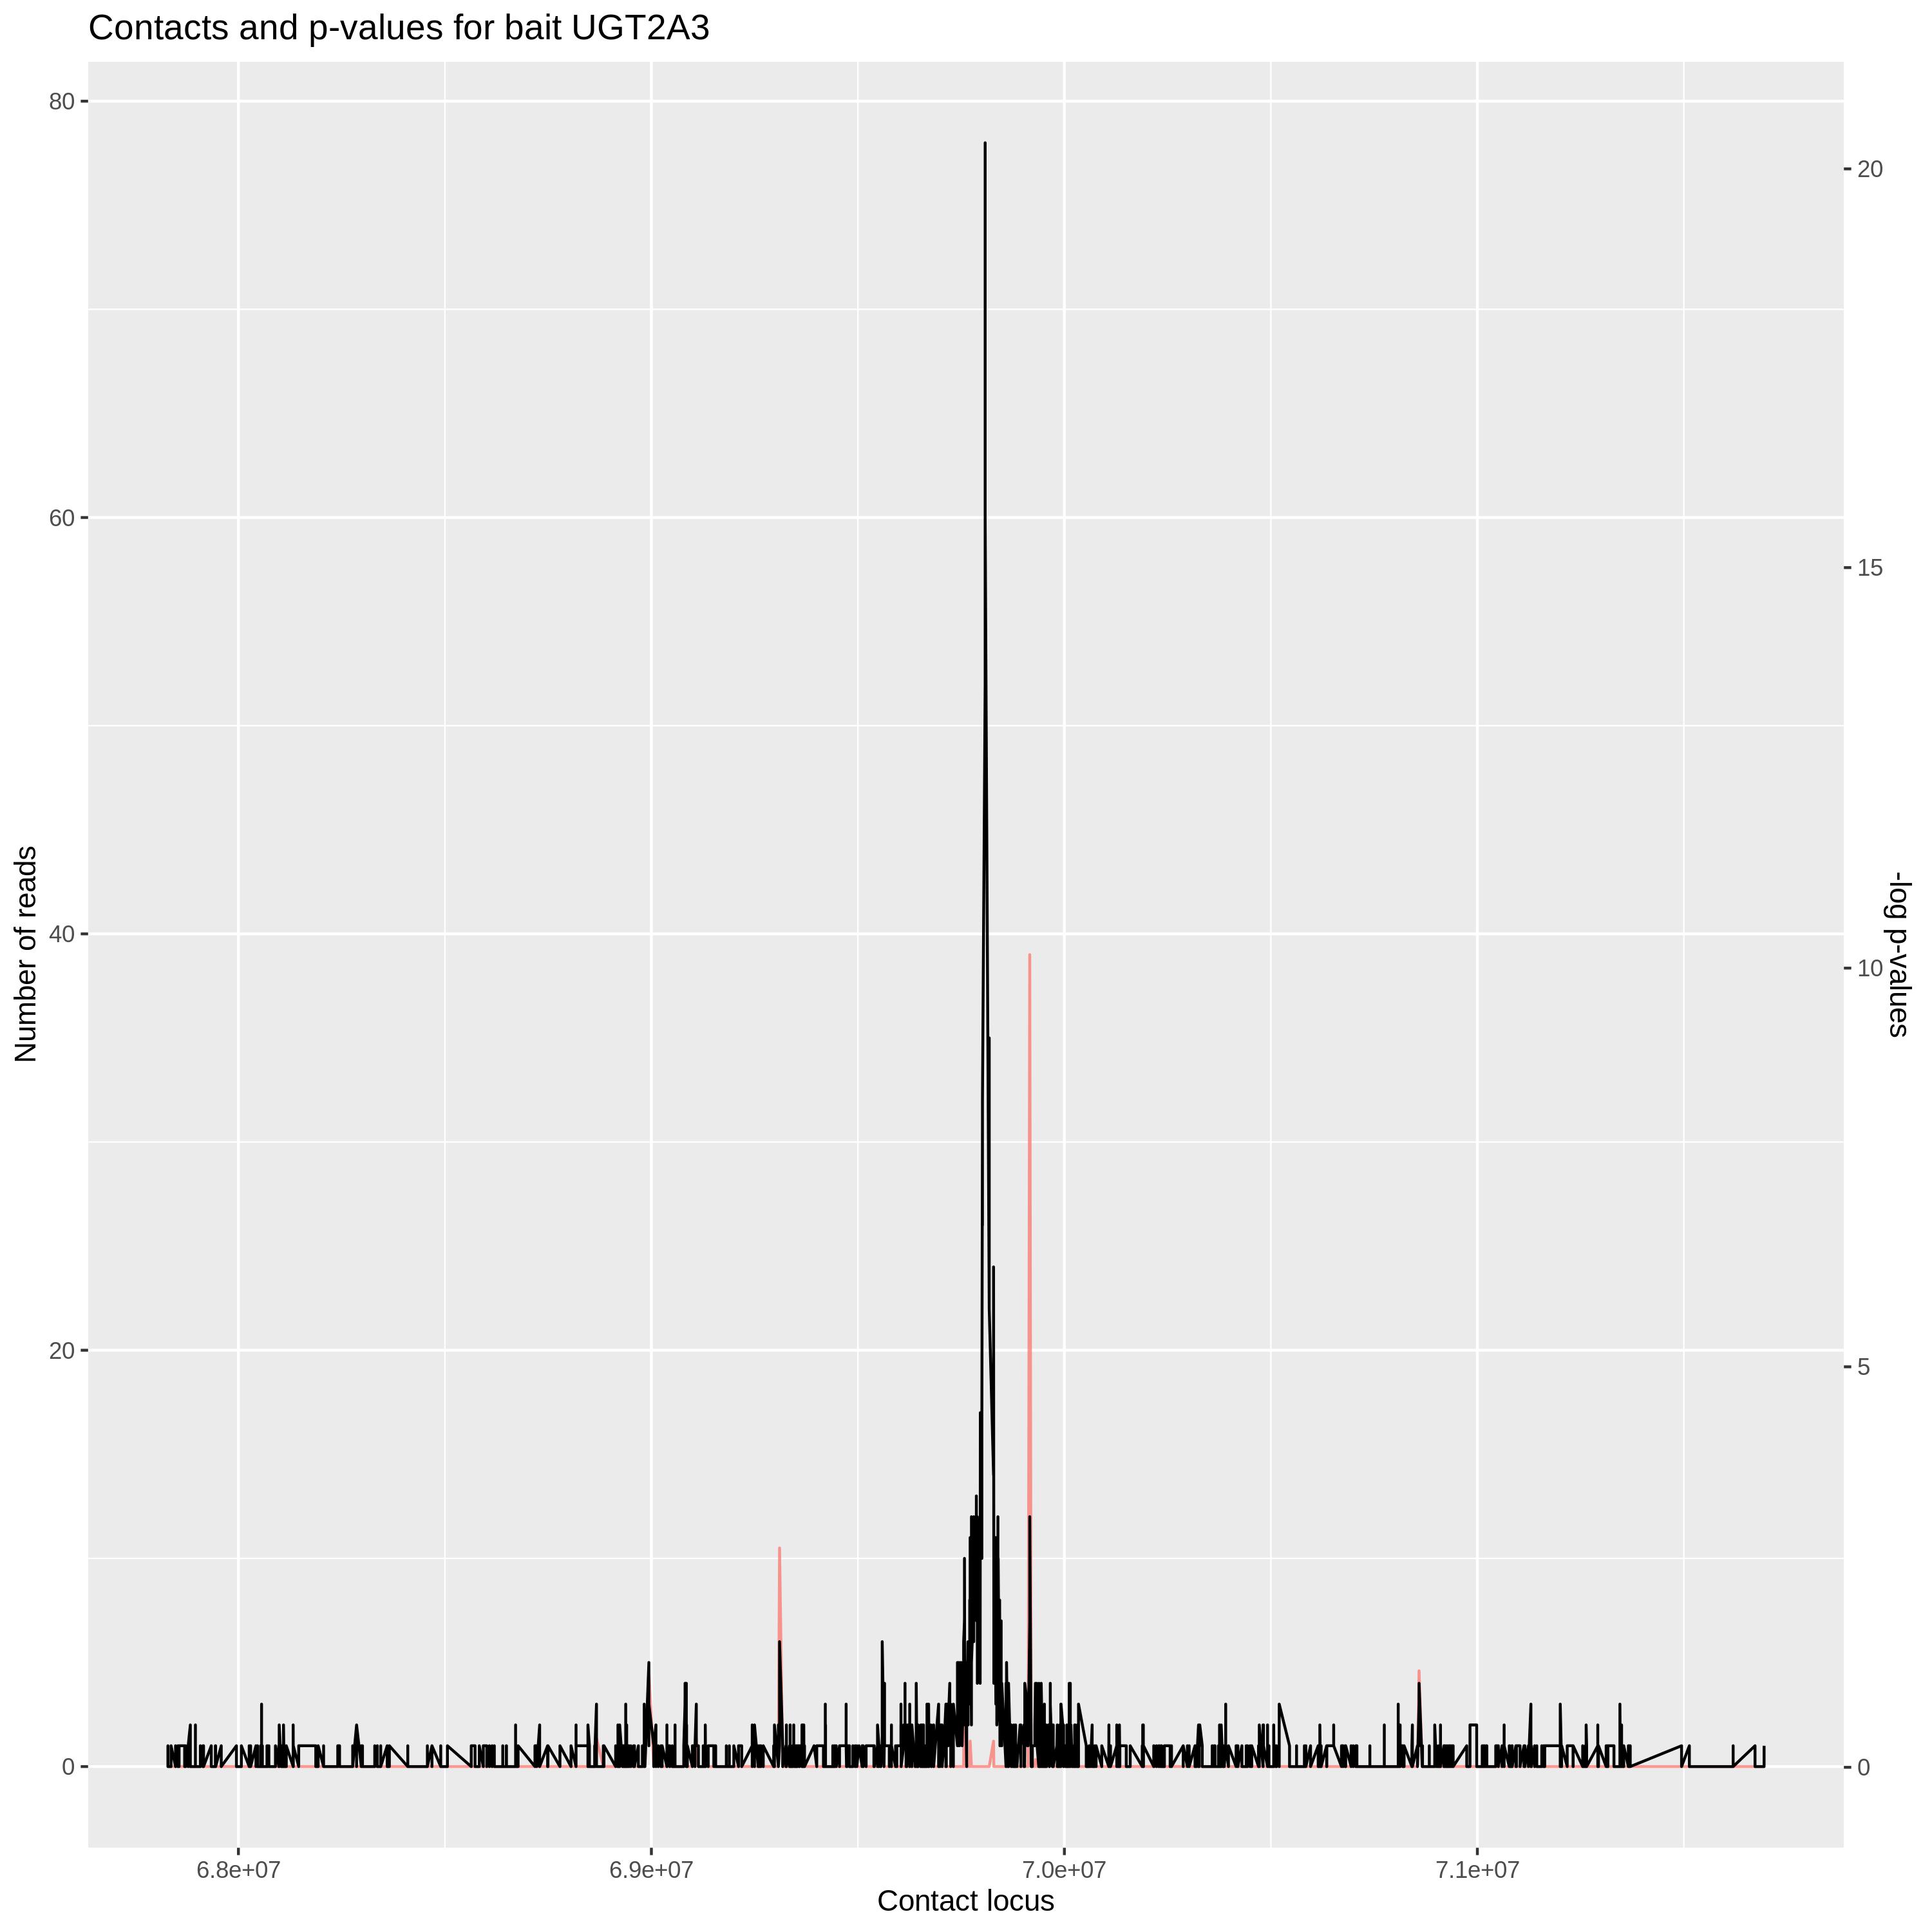 Contacts and p-values for bait UGT2A3
80
60
40
20
0
Number of reads
20
15
10
5
0
-log p-values
6.8e+07
6.9e+07
7.0e+07
7.1e+07
Contact locus